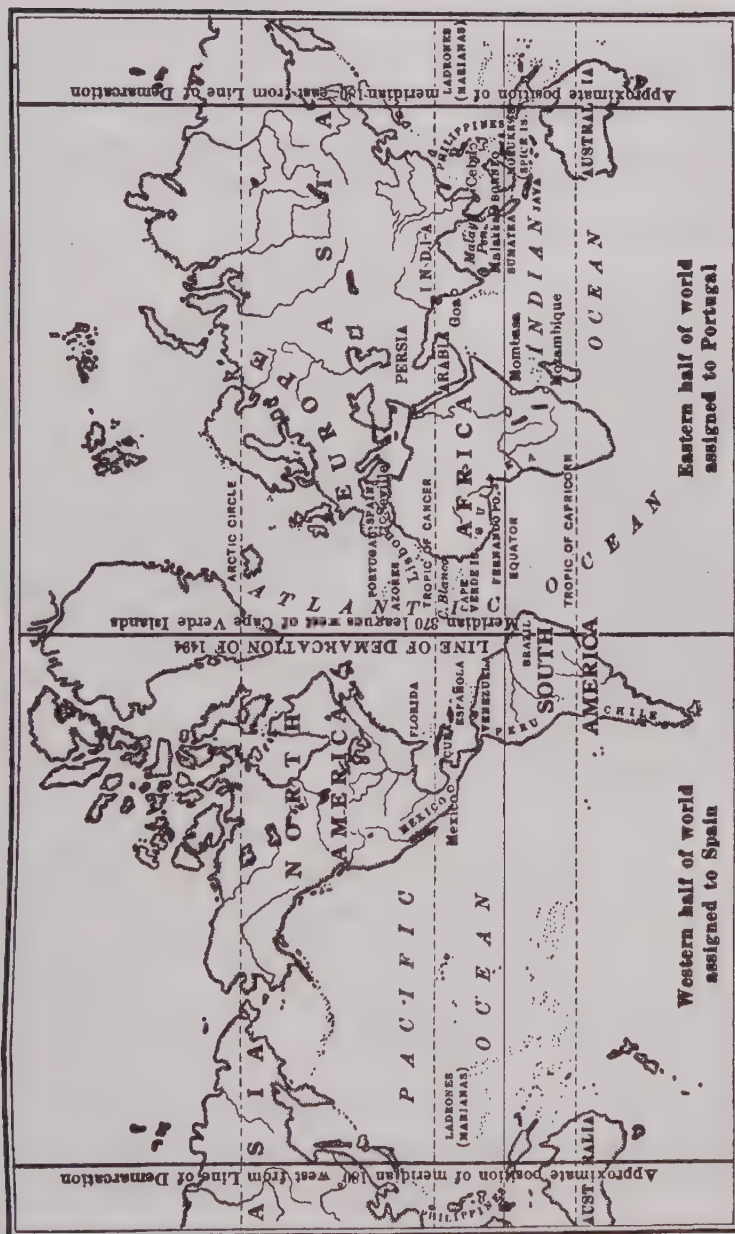 Approximate position of meridian 180 west from Line of Demarcation
ASIA
PHILIPPINES
AUSTRALIA
LADRONES
(MARIANAS)
PACIFIC
OCEAN
NORTH
AMERICA
MEXICO
Mexico
FLORIDA
CUBA
ESPAÑOLA
VENEZUELA
PERU
BRAZIL
SOUTH
AMERICA
CHILE
Western half of world
assigned to Spain
LINE OF DEMARCATION OF 1494
Meridian 370 leagues west of Cape Verde Islands
ATLANTIC
OCEAN
ARCTIC CIRCLE
PORTUGAL
SPAIN
AZORES
Lisbon
Seville
TROPIC OF CANCER
C. Blanco
CAPE
VERDE IS.
FERNANDO PO.
EQUATOR
TROPIC OF CAPRICORN
EUROPE
AFRICA
PERSIA
ARABIA
Goa
INDIA
Mombasa
Mozambique
INDIAN
OCEAN
ASIA
Malay
Pen.
Malakka
SUMATRA
BORNEO
JAVA
Cebu
PHILIPPINES
SPICE IS.
LADRONES
(MARIANAS)
AUSTRALIA
Approximate position of meridian 180 east from Line of Demarcation
Eastern half of world
assigned to Portugal